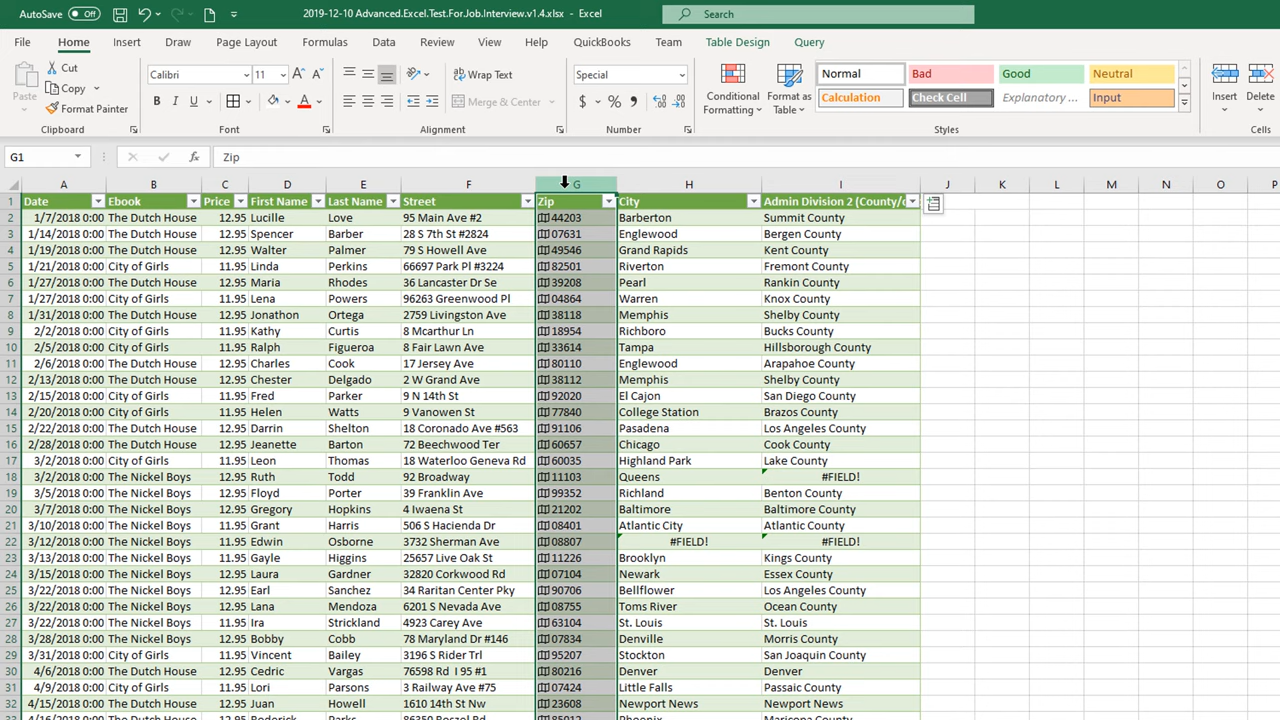 AutoSave Off 2019-12-10 Advanced.Excel.Test.For.Job.Interview.v1.4.xlsx - Excel Search
File Home Insert Draw Page Layout Formulas Data Review View Help QuickBooks Team Table Design Query
Paste Cut Calibri 11 Wrap Text Special Conditional Formatting Format as Table Normal Bad Good Neutral Insert Delete
Copy Merge & Center Calculation Check Cell Explanatory ... Input
Format Painter
Clipboard Font Alignment Number Styles Cells
G1 fx Zip
A B C D E F G H I J K L M N O P
1 Date Ebook Price First Name Last Name Street Zip City Admin Division 2 (County/
2 1/7/2018 0:00 The Dutch House 12.95 Lucille Love 95 Main Ave #2 44203 Barberton Summit County
3 1/14/2018 0:00 The Dutch House 12.95 Spencer Barber 28 S 7th St #2824 07631 Englewood Bergen County
4 1/19/2018 0:00 The Dutch House 12.95 Walter Palmer 79 S Howell Ave 49546 Grand Rapids Kent County
5 1/21/2018 0:00 City of Girls 11.95 Linda Perkins 66697 Park Pl #3224 82501 Riverton Fremont County
6 1/27/2018 0:00 The Dutch House 12.95 Maria Rhodes 36 Lancaster Dr Se 39208 Pearl Rankin County
7 1/27/2018 0:00 City of Girls 11.95 Lena Powers 96263 Greenwood Pl 04864 Warren Knox County
8 1/31/2018 0:00 The Dutch House 12.95 Jonathon Ortega 2759 Livingston Ave 38118 Memphis Shelby County
9 2/2/2018 0:00 City of Girls 11.95 Kathy Curtis 8 Mcarthur Ln 18954 Richboro Bucks County
10 2/5/2018 0:00 City of Girls 11.95 Ralph Figueroa 8 Fair Lawn Ave 33614 Tampa Hillsborough County
11 2/6/2018 0:00 The Dutch House 12.95 Charles Cook 17 Jersey Ave 80110 Englewood Arapahoe County
12 2/13/2018 0:00 The Dutch House 12.95 Chester Delgado 2 W Grand Ave 38112 Memphis Shelby County
13 2/15/2018 0:00 City of Girls 11.95 Fred Parker 9 N 14th St 92020 El Cajon San Diego County
14 2/20/2018 0:00 City of Girls 11.95 Helen Watts 9 Vanowen St 77840 College Station Brazos County
15 2/22/2018 0:00 The Dutch House 12.95 Darrin Shelton 18 Coronado Ave #563 91106 Pasadena Los Angeles County
16 2/28/2018 0:00 The Dutch House 12.95 Jeanette Barton 72 Beechwood Ter 60657 Chicago Cook County
17 3/2/2018 0:00 City of Girls 11.95 Leon Thomas 18 Waterloo Geneva Rd 60035 Highland Park Lake County
18 3/2/2018 0:00 The Nickel Boys 12.95 Ruth Todd 92 Broadway 11103 Queens #FIELD!
19 3/5/2018 0:00 The Nickel Boys 12.95 Floyd Porter 39 Franklin Ave 99352 Richland Benton County
20 3/7/2018 0:00 The Nickel Boys 12.95 Gregory Hopkins 4 Iwaena St 21202 Baltimore Baltimore County
21 3/10/2018 0:00 The Nickel Boys 11.95 Grant Harris 506 S Hacienda Dr 08401 Atlantic City Atlantic County
22 3/12/2018 0:00 The Nickel Boys 11.95 Edwin Osborne 3732 Sherman Ave 08807 #FIELD! #FIELD!
23 3/13/2018 0:00 The Nickel Boys 12.95 Gayle Higgins 25657 Live Oak St 11226 Brooklyn Kings County
24 3/15/2018 0:00 The Nickel Boys 12.95 Laura Gardner 32820 Corkwood Rd 07104 Newark Essex County
25 3/22/2018 0:00 The Nickel Boys 11.95 Earl Sanchez 34 Raritan Center Pky 90706 Bellflower Los Angeles County
26 3/22/2018 0:00 The Nickel Boys 12.95 Lana Mendoza 6201 S Nevada Ave 08755 Toms River Ocean County
27 3/22/2018 0:00 The Nickel Boys 11.95 Ira Strickland 4923 Carey Ave 63104 St. Louis St. Louis
28 3/28/2018 0:00 The Nickel Boys 12.95 Bobby Cobb 78 Maryland Dr #146 07834 Denville Morris County
29 3/31/2018 0:00 City of Girls 11.95 Vincent Bailey 3196 S Rider Trl 95207 Stockton San Joaquin County
30 4/6/2018 0:00 The Dutch House 12.95 Cedric Vargas 76598 Rd I 95 #1 80216 Denver Denver
31 4/9/2018 0:00 City of Girls 11.95 Lori Parsons 3 Railway Ave #75 07424 Little Falls Passaic County
32 4/15/2018 0:00 The Dutch House 12.95 Juan Howell 1610 14th St Nw 23608 Newport News Newport News